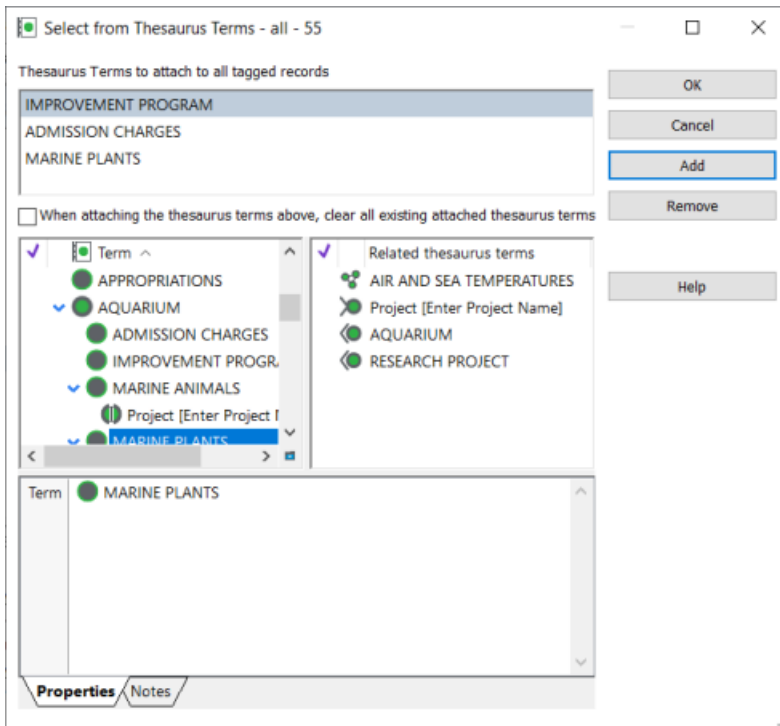 Select from Thesaurus Terms - all - 55
Thesaurus Terms to attach to all tagged records
IMPROVEMENT PROGRAM
ADMISSION CHARGES
MARINE PLANTS
OK
Cancel
Add
Remove
Help
When attaching the thesaurus terms above, clear all existing attached thesaurus terms
Term
APPROPRIATIONS
AQUARIUM
ADMISSION CHARGES
IMPROVEMENT PROGR
MARINE ANIMALS
Project [Enter Project
MARINE PLANTS
Related thesaurus terms
AIR AND SEA TEMPERATURES
Project [Enter Project Name]
AQUARIUM
RESEARCH PROJECT
Term
MARINE PLANTS
Properties
Notes